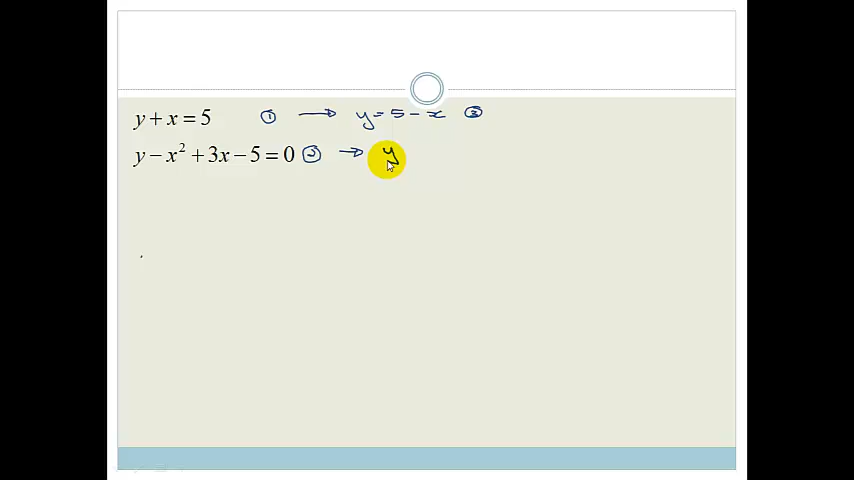 y + x = 5 ① → y = 5 - x ③
y - x² + 3x - 5 = 0 ② → y